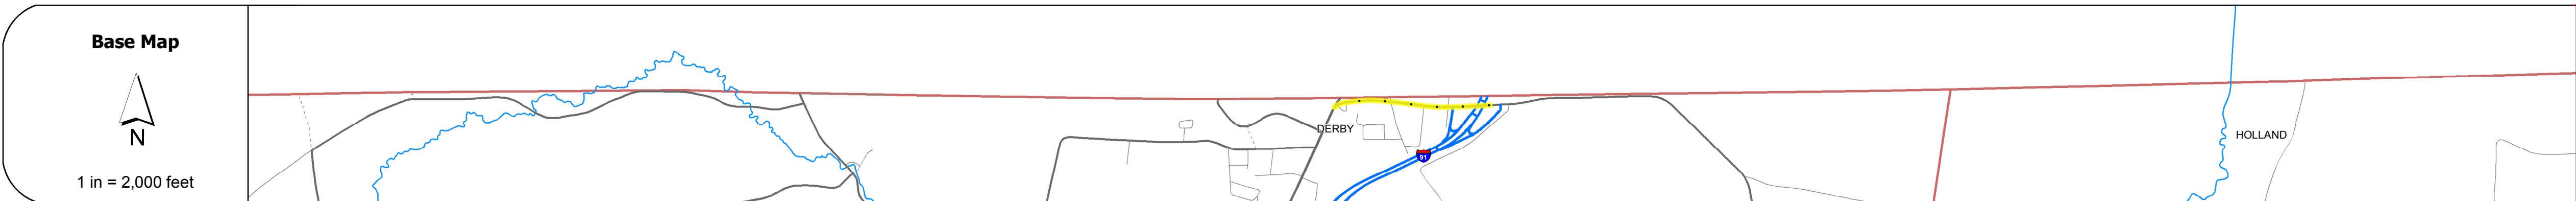 Base Map
N
1 in = 2,000 feet
DERBY
91
HOLLAND